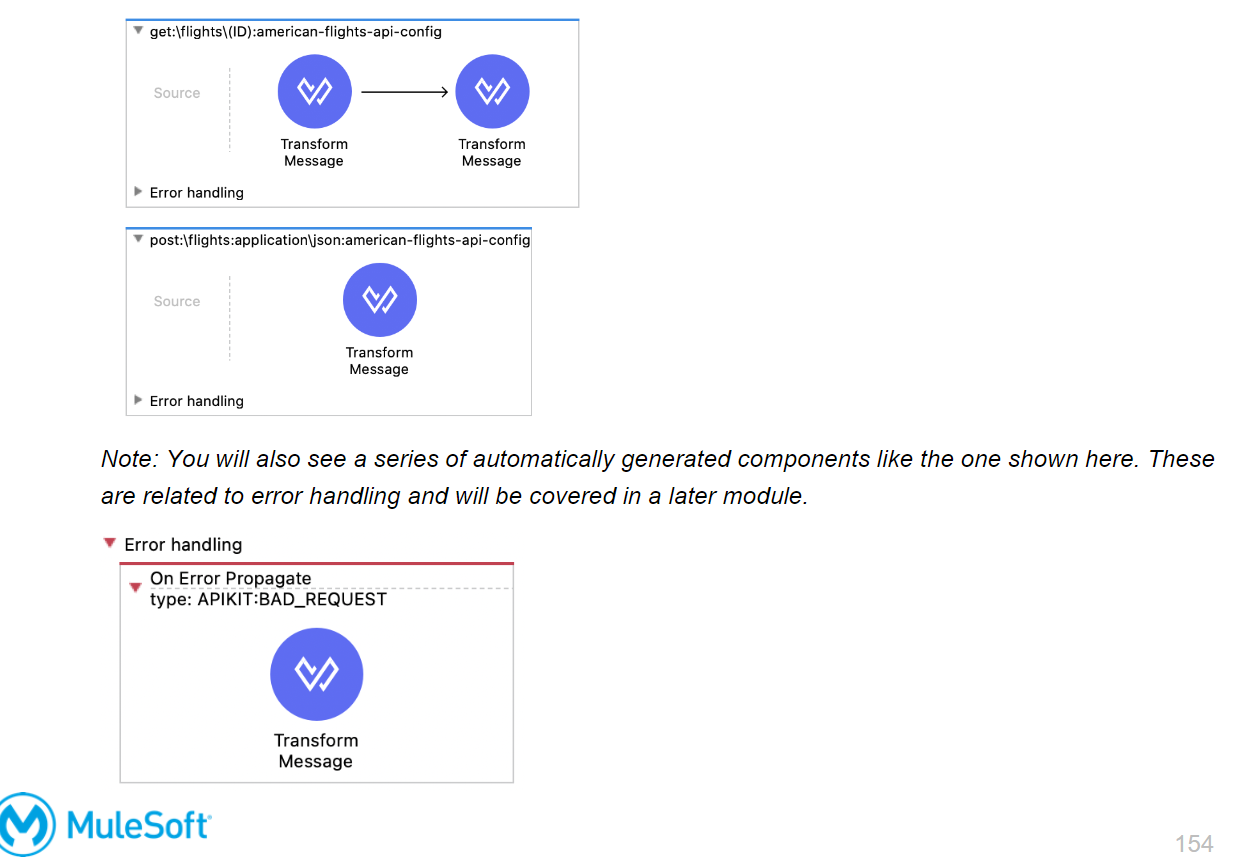 get:\flights\(ID):american-flights-api-config
Source
Transform
Message
Transform
Message
Error handling
post:\flights:application\json:american-flights-api-config
Source
Transform
Message
Error handling
Note: You will also see a series of automatically generated components like the one shown here. These
are related to error handling and will be covered in a later module.
Error handling
On Error Propagate
type: APIKIT:BAD_REQUEST
Transform
Message
MuleSoft
154